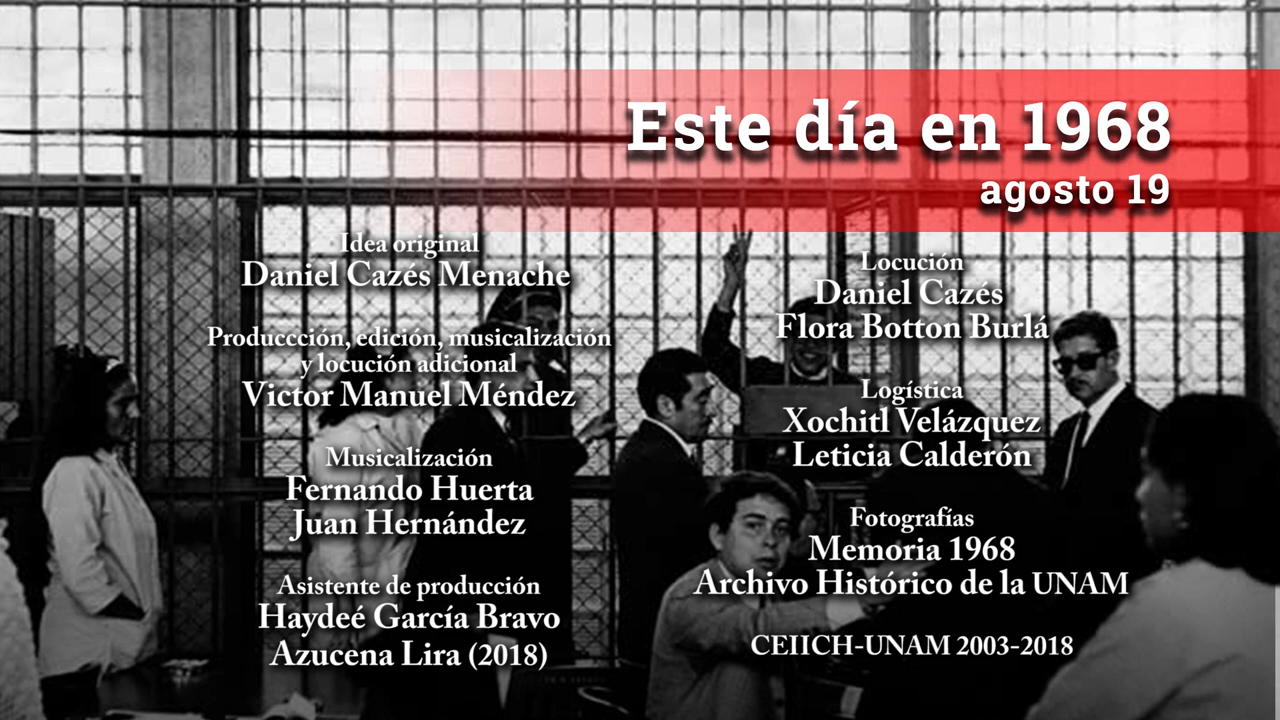 Este día en 1968
agosto 19
Idea original
Daniel Cazés Menache
Produccción, edición, musicalización
y locución adicional
Victor Manuel Méndez
Musicalización
Fernando Huerta
Juan Hernández
Asistente de producción
Haydeé García Bravo
Azucena Lira (2018)
Locución
Daniel Cazés
Flora Botton Burlá
Logística
Xochitl Velázquez
Leticia Calderón
Fotografías
Memoria 1968
Archivo Histórico de la UNAM
CEIICH-UNAM 2003-2018